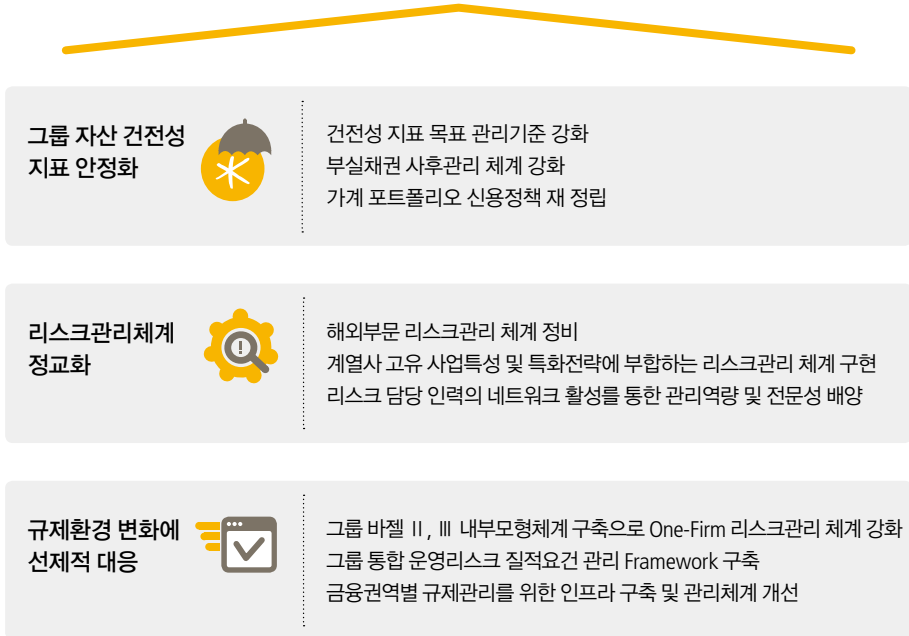 그룹 자산 건전성
지표 안정화
건전성 지표 목표 관리기준 강화
부실채권 사후관리 체계 강화
가계 포트폴리오 신용정책 재 정립
리스크관리체계
정교화
해외부문 리스크관리 체계 정비
계열사 고유 사업특성 및 특화전략에 부합하는 리스크관리 체계 구현
리스크 담당 인력의 네트워크 활성를 통한 관리역량 및 전문성 배양
규제환경 변화에
선제적 대응
그룹 바젤 Ⅱ, Ⅲ 내부모형체계 구축으로 One-Firm 리스크관리 체계 강화
그룹 통합 운영리스크 질적요건 관리 Framework 구축
금융권역별 규제관리를 위한 인프라 구축 및 관리체계 개선